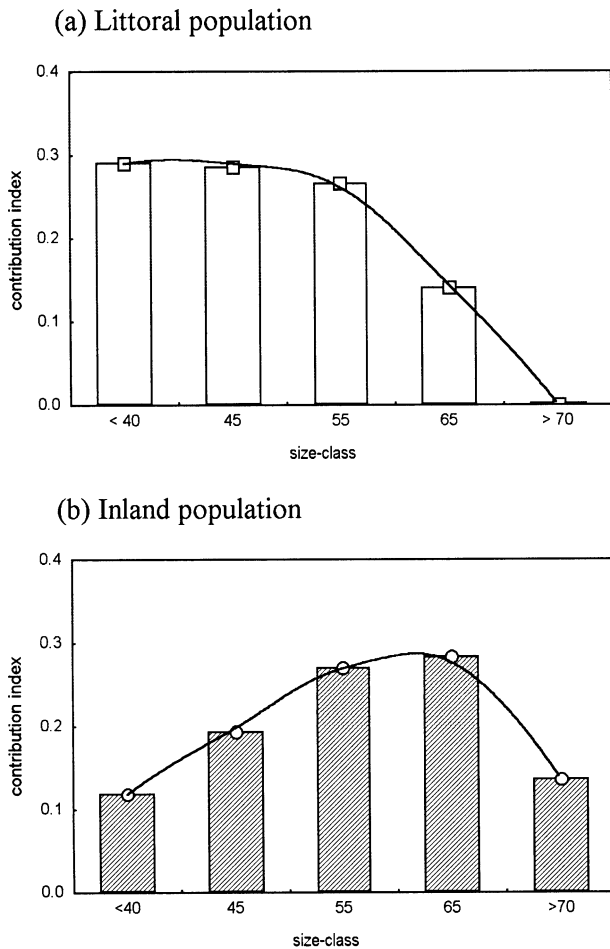 (a) Littoral population
0.4
0.3
0.2
0.1
0.0
contribution index
< 40 45 55 65 > 70
size-class
(b) Inland population
0.4
0.3
0.2
0.1
0.0
contribution index
<40 45 55 65 >70
size-class